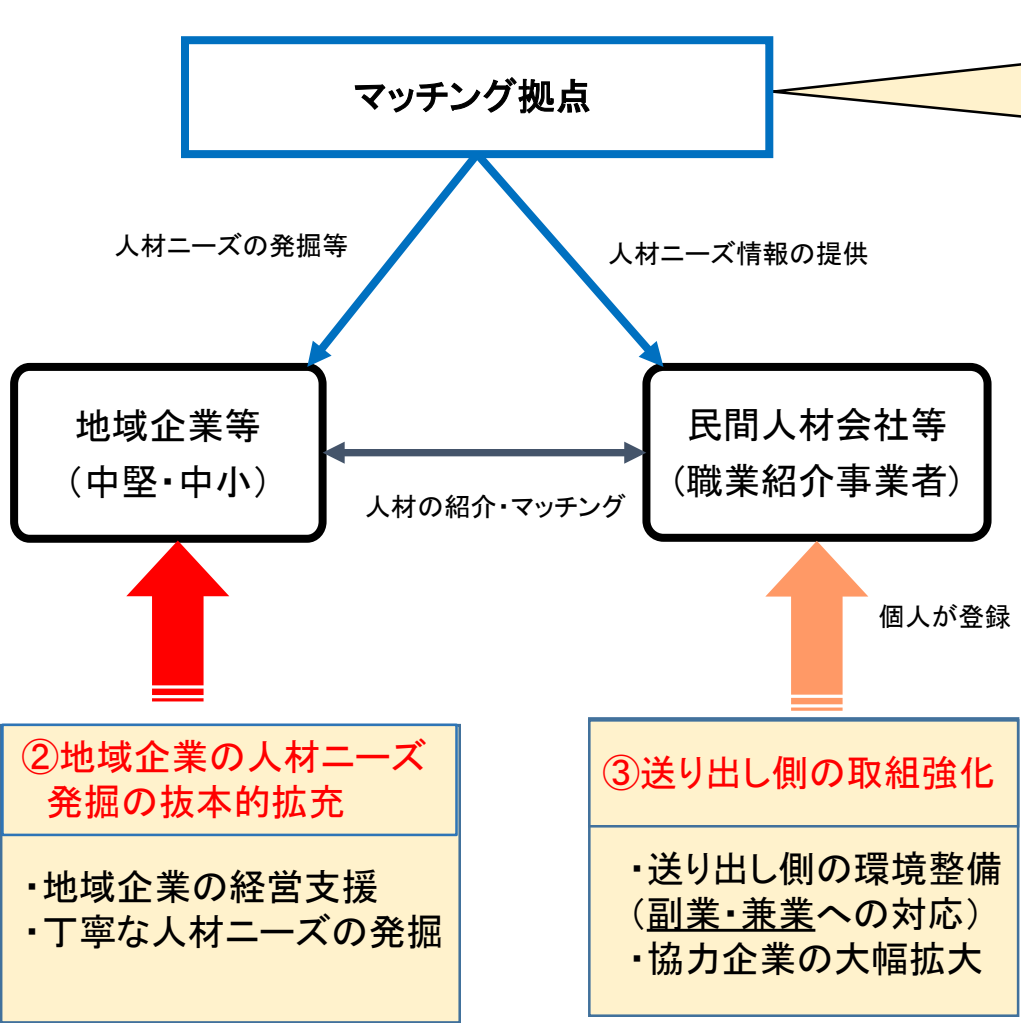 マッチング拠点
人材ニーズの発掘等
人材ニーズ情報の提供
地域企業等
（中堅・中小）
民間人材会社等
（職業紹介事業者）
人材の紹介・マッチング
個人が登録
②地域企業の人材ニーズ
発掘の抜本的拡充
・地域企業の経営支援
・丁寧な人材ニーズの発掘
③送り出し側の取組強化
・送り出し側の環境整備
（副業・兼業への対応）
・協力企業の大幅拡大